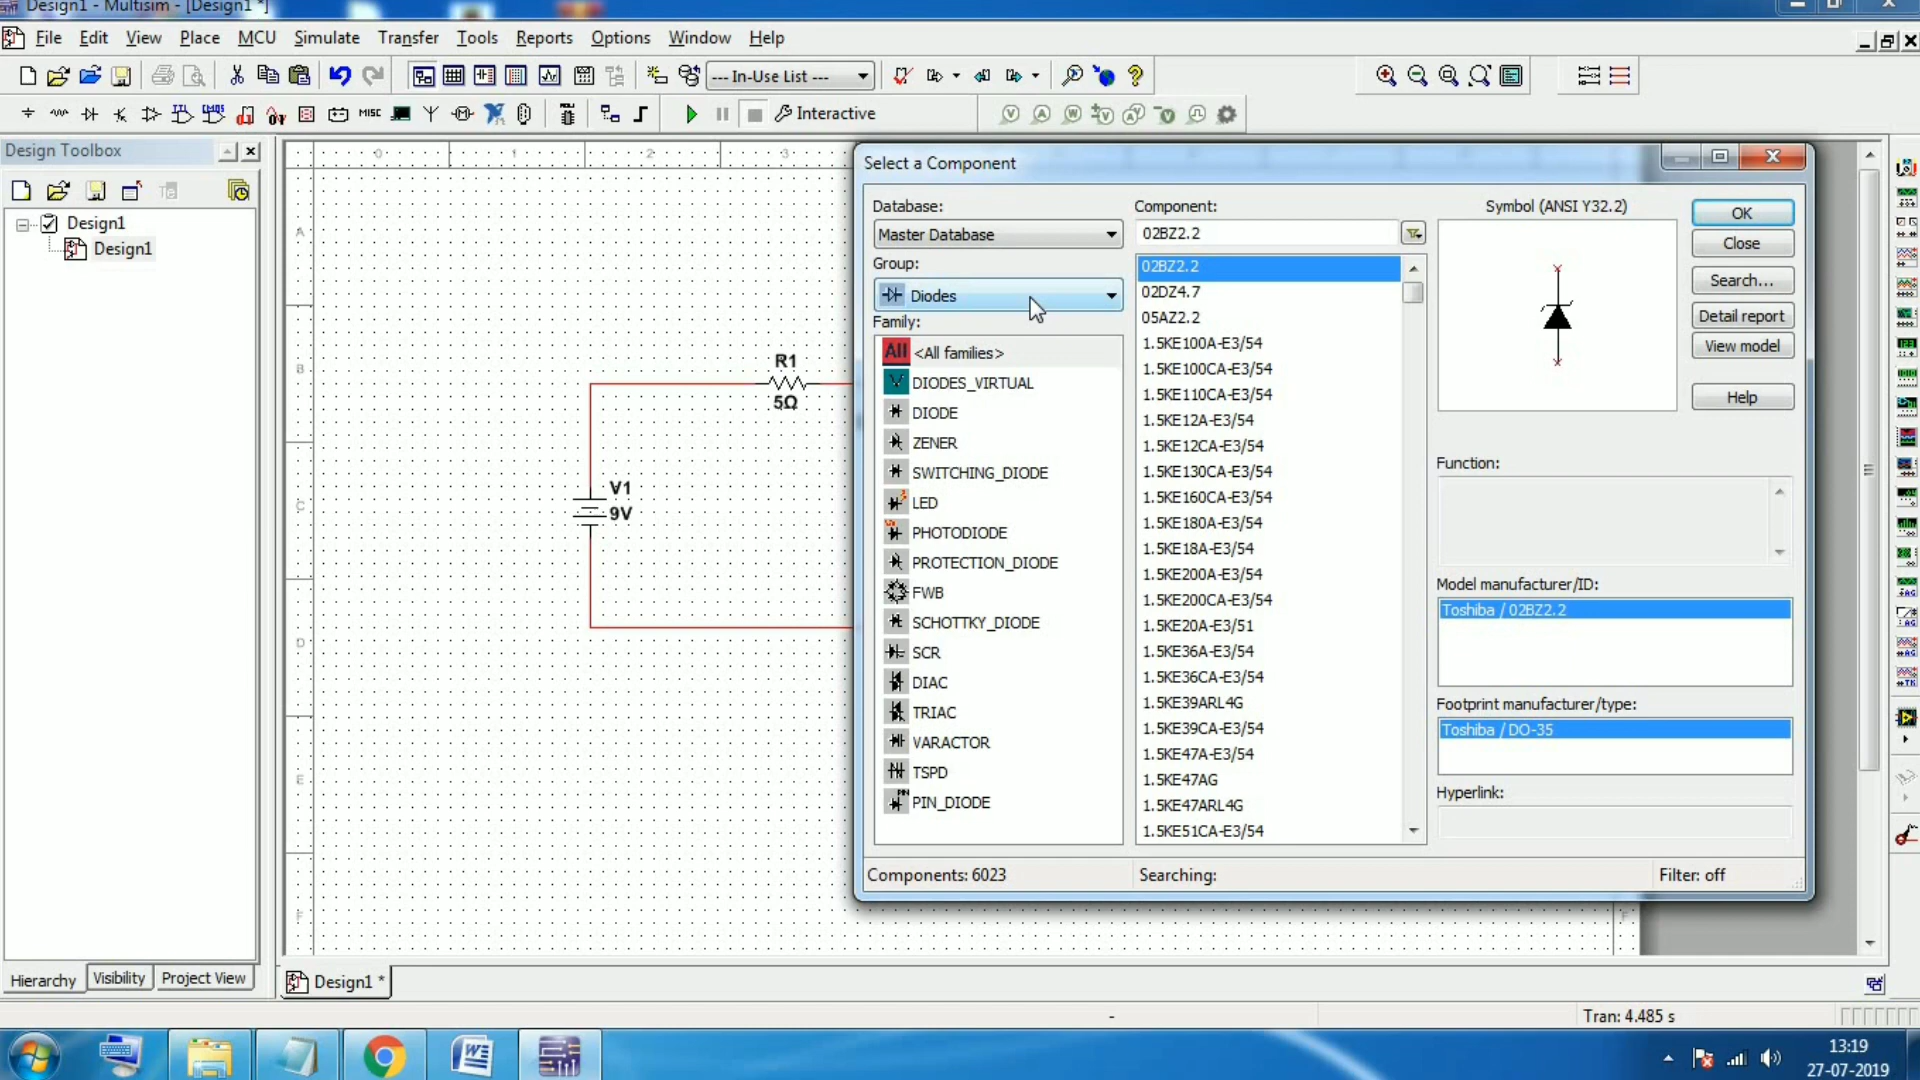 Design1 - Multisim - [Design1 *]
File Edit View Place MCU Simulate Transfer Tools Reports Options Window Help
--- In-Use List ---
MISC Interactive
Design Toolbox
Design1
Design1
0 1 2 3
A
B
C
D
E
F
R1
5Ω
V1
9V
Select a Component
Database:
Master Database
Group:
Diodes
Family:
All <All families>
DIODES_VIRTUAL
DIODE
ZENER
SWITCHING_DIODE
LED
PHOTODIODE
PROTECTION_DIODE
FWB
SCHOTTKY_DIODE
SCR
DIAC
TRIAC
VARACTOR
TSPD
PIN_DIODE
Component:
02BZ2.2
02BZ2.2
02DZ4.7
05AZ2.2
1.5KE100A-E3/54
1.5KE100CA-E3/54
1.5KE110CA-E3/54
1.5KE12A-E3/54
1.5KE12CA-E3/54
1.5KE130CA-E3/54
1.5KE160CA-E3/54
1.5KE180A-E3/54
1.5KE18A-E3/54
1.5KE200A-E3/54
1.5KE200CA-E3/54
1.5KE20A-E3/51
1.5KE36A-E3/54
1.5KE36CA-E3/54
1.5KE39ARL4G
1.5KE39CA-E3/54
1.5KE47A-E3/54
1.5KE47AG
1.5KE47ARL4G
1.5KE51CA-E3/54
Symbol (ANSI Y32.2)
OK
Close
Search...
Detail report
View model
Help
Function:
Model manufacturer/ID:
Toshiba / 02BZ2.2
Footprint manufacturer/type:
Toshiba / DO-35
Hyperlink:
Components: 6023 Searching: Filter: off
Hierarchy Visibility Project View
Design1 *
- Tran: 4.485 s
13:19
27-07-2019